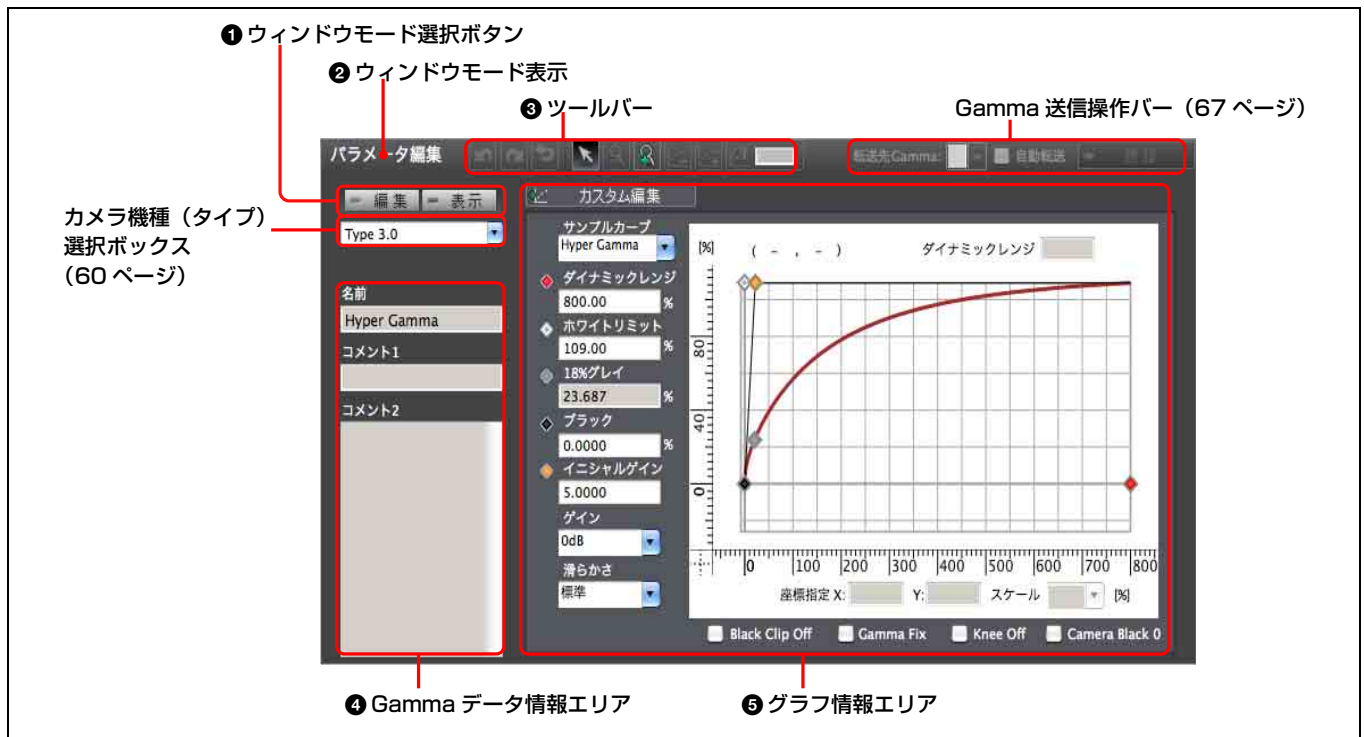 ❶ウィンドウモード選択ボタン
❷ウィンドウモード表示
❸ツールバー
Gamma 送信操作バー（67 ページ）
パラメータ編集
転送先Gamma:
自動転送
編集
表示
カスタム編集
カメラ機種（タイプ）
選択ボックス
（60 ページ）
Type 3.0
名前
Hyper Gamma
コメント1
コメント2
サンプルカーブ
Hyper Gamma
ダイナミックレンジ
800.00 %
ホワイトリミット
109.00 %
18%グレイ
23.687 %
ブラック
0.0000 %
イニシャルゲイン
5.0000
ゲイン
0dB
滑らかさ
標準
[%]
( - , - )
ダイナミックレンジ
80
40
0
0 100 200 300 400 500 600 700 800
座標指定 X: Y: スケール [%]
Black Clip Off Gamma Fix Knee Off Camera Black 0
❹Gamma データ情報エリア
❺グラフ情報エリア